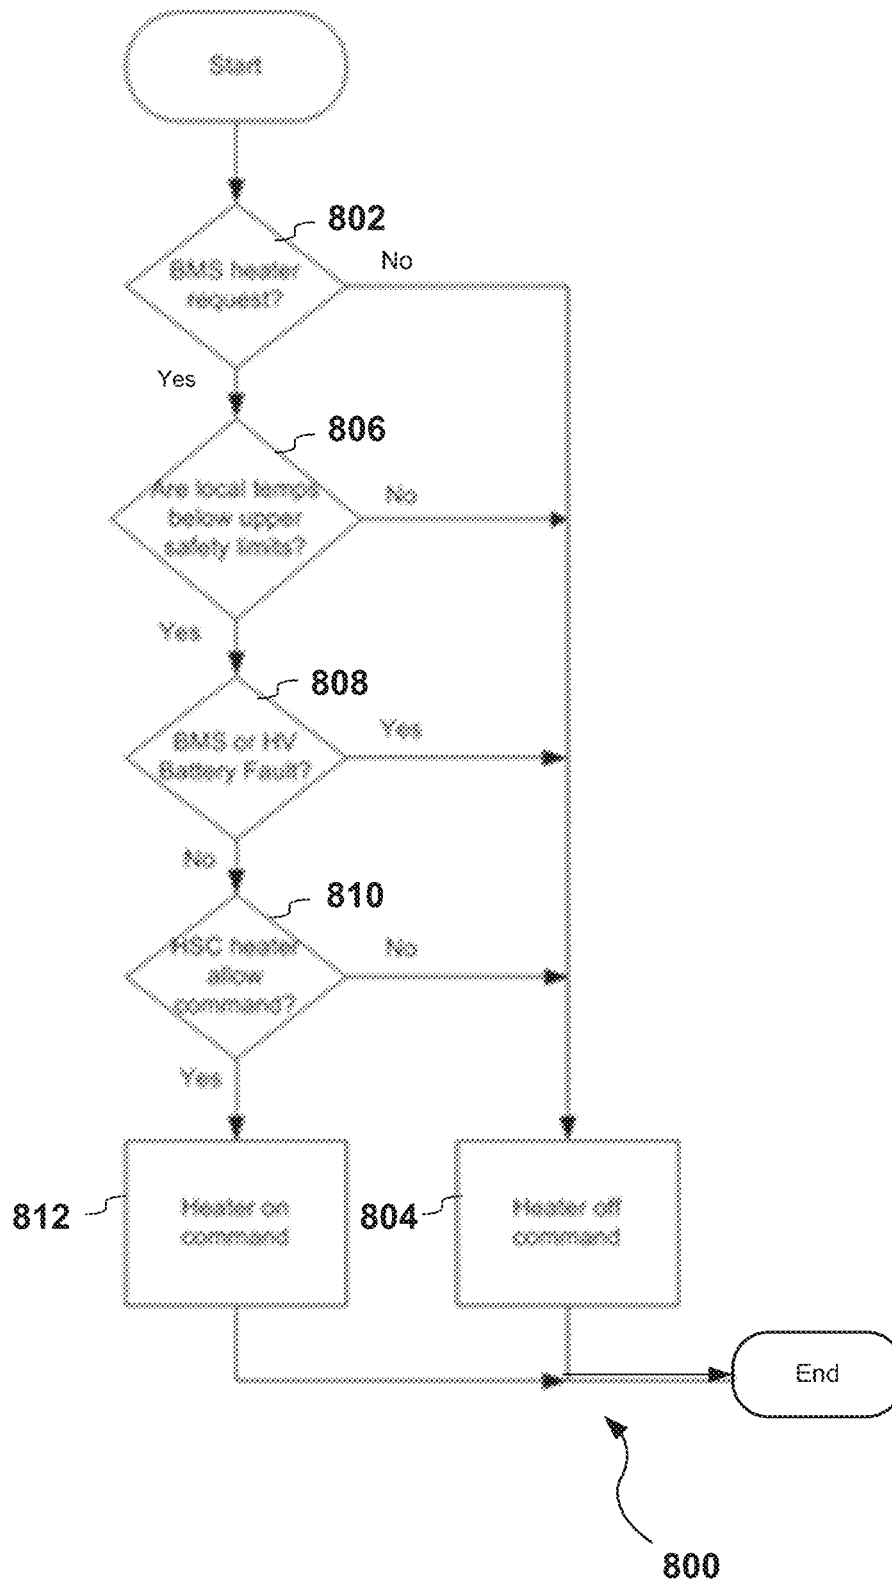 Start
802
BMS heater
request?
No
Yes
806
Are local temps
below upper
safety limits?
No
Yes
808
BMS or HV
Battery Fault?
Yes
No
810
HSC heater
allow
command?
No
Yes
812
Heater on
command
804
Heater off
command
End
800